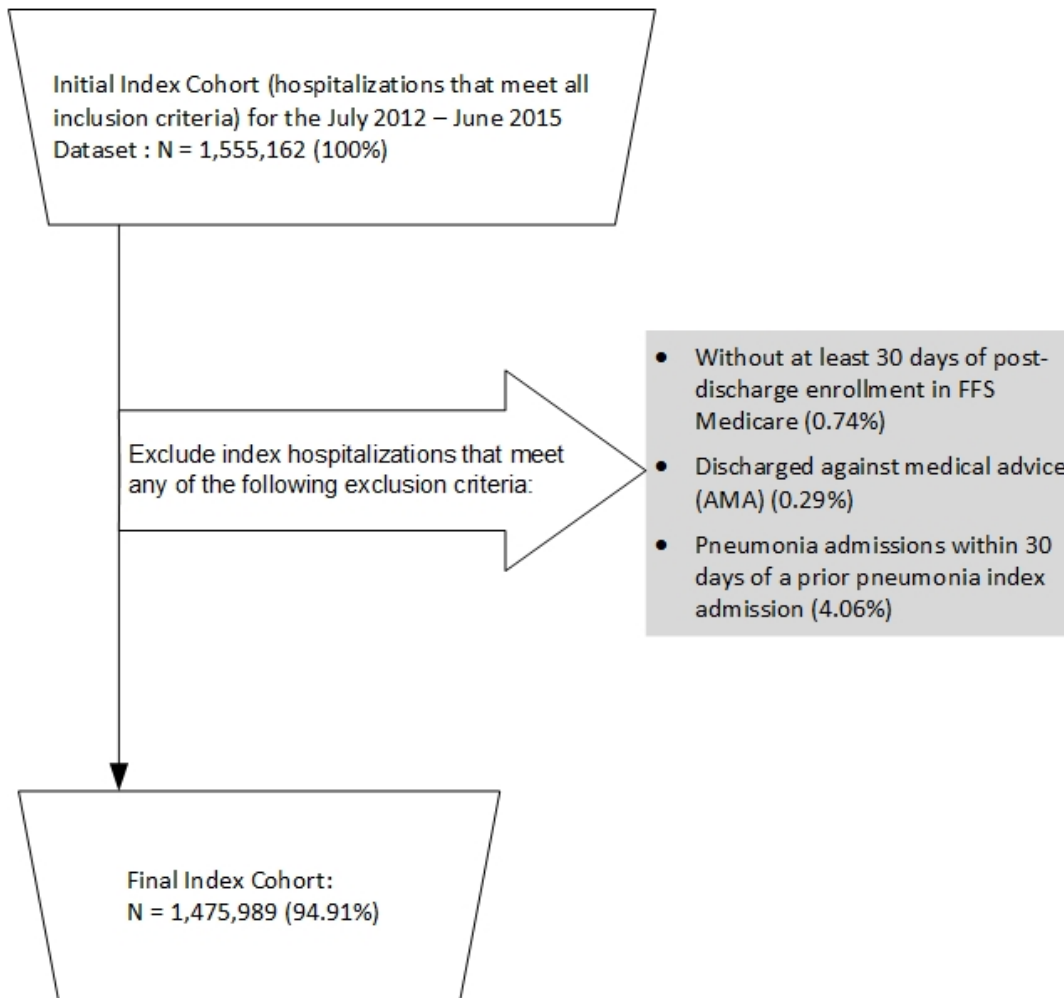 Initial Index Cohort (hospitalizations that meet all
inclusion criteria) for the July 2012 – June 2015
Dataset : N = 1,555,162 (100%)
Exclude index hospitalizations that meet
any of the following exclusion criteria:
• Without at least 30 days of post-
discharge enrollment in FFS
Medicare (0.74%)
• Discharged against medical advice
(AMA) (0.29%)
• Pneumonia admissions within 30
days of a prior pneumonia index
admission (4.06%)
Final Index Cohort:
N = 1,475,989 (94.91%)